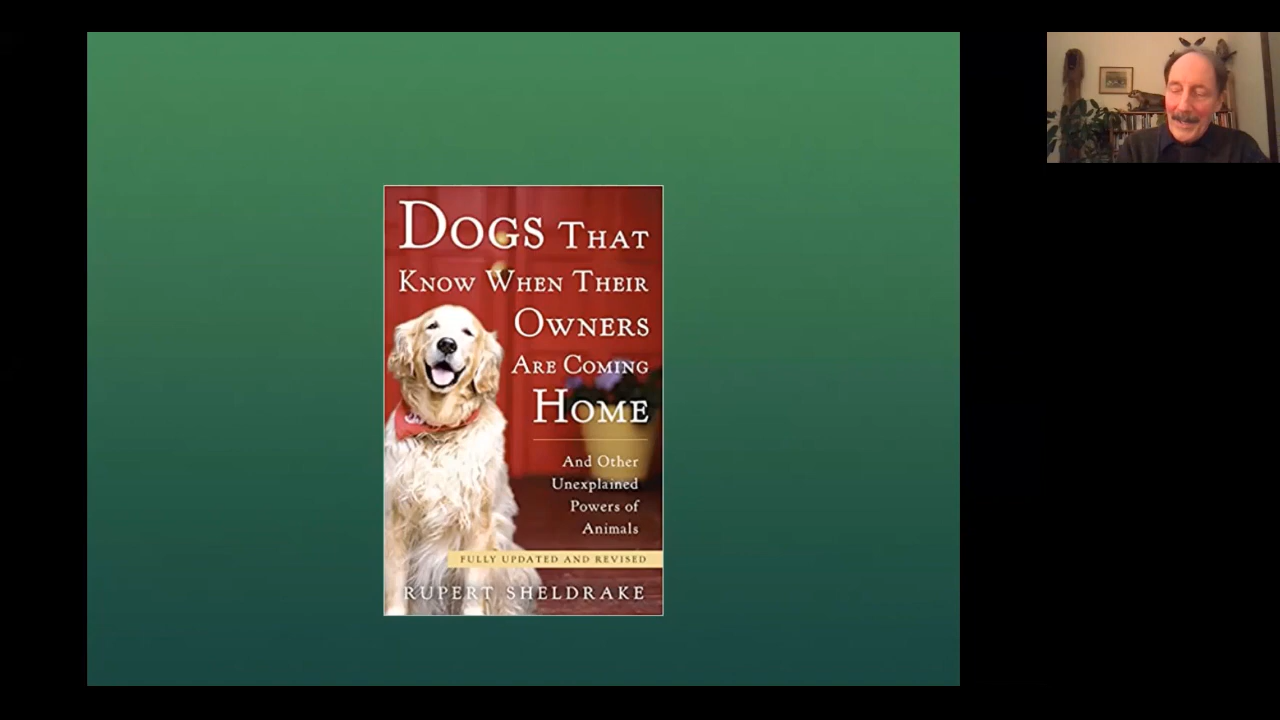 Dogs That
Know When Their
Owners
Are Coming
Home
And Other
Unexplained
Powers of
Animals
FULLY UPDATED AND REVISED
RUPERT SHELDRAKE